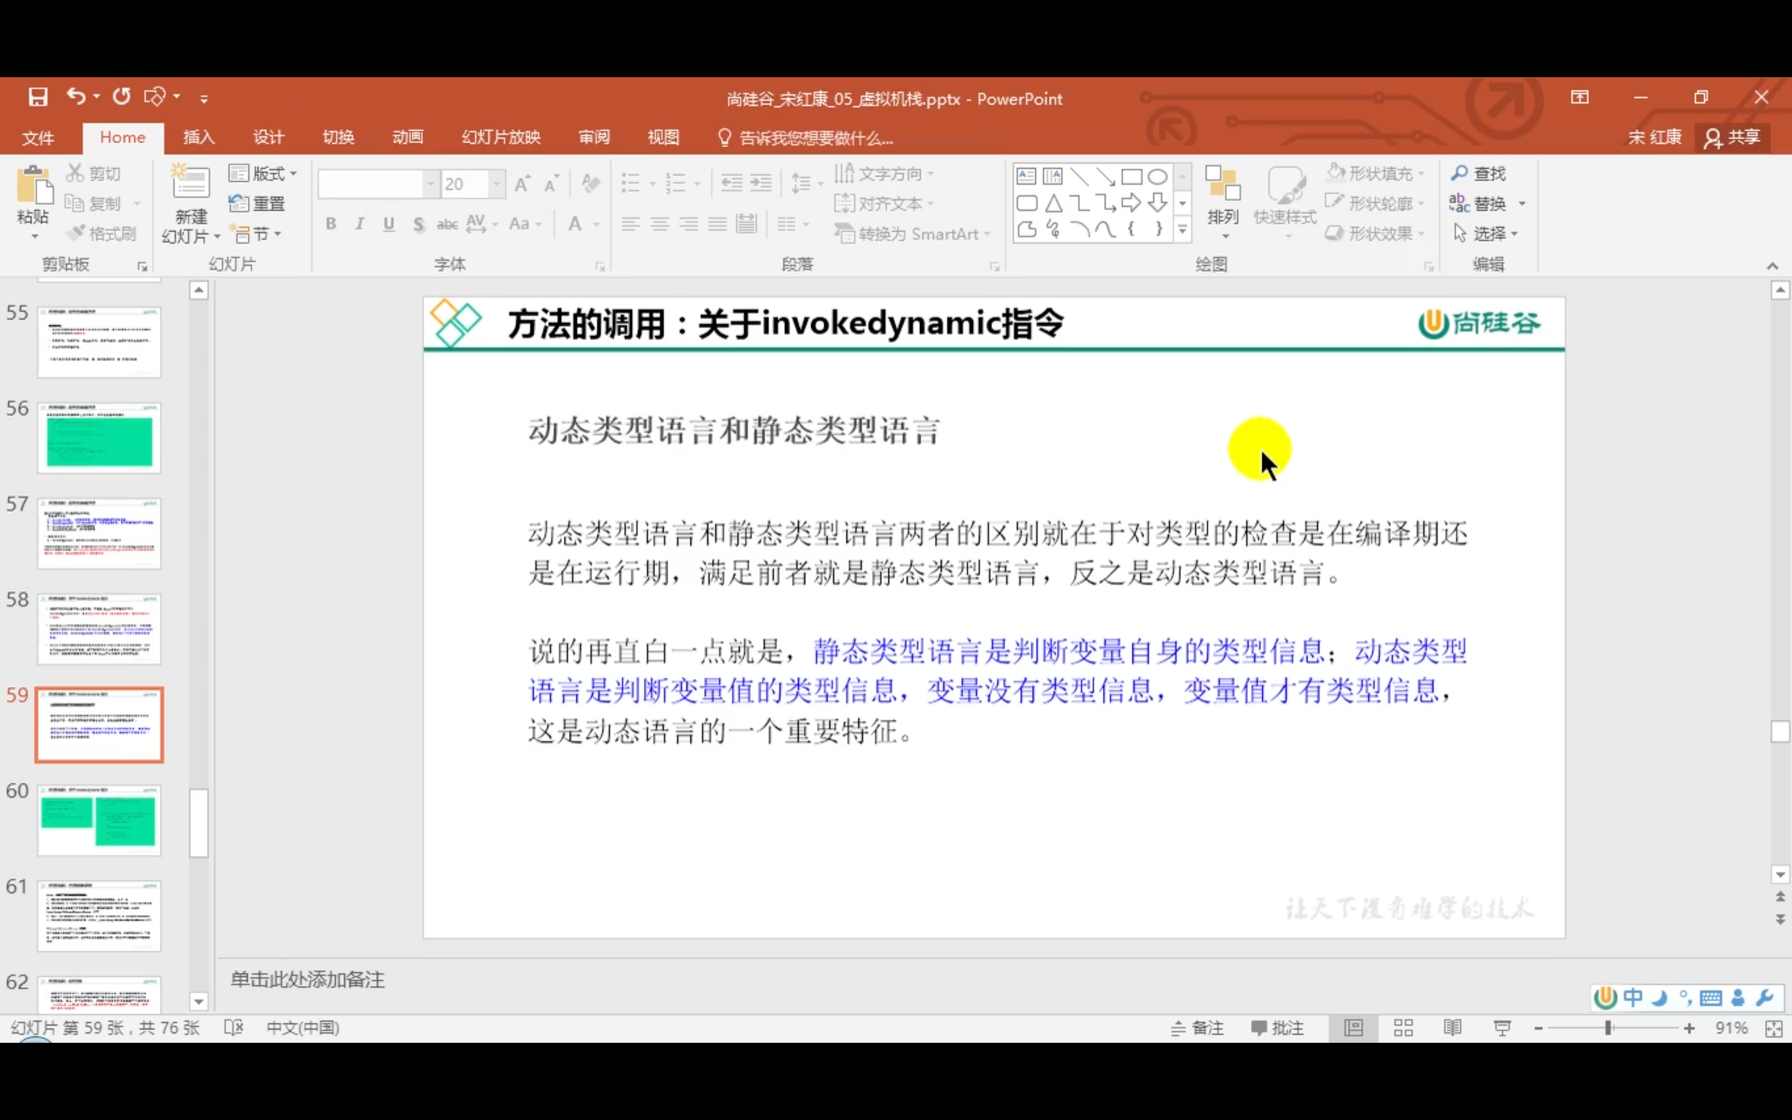 尚硅谷_宋红康_05_虚拟机栈.pptx - PowerPoint
文件 Home 插入 设计 切换 动画 幻灯片放映 审阅 视图 告诉我您想要做什么... 宋 红康 共享
粘贴 剪切 复制 格式刷 剪贴板
新建 幻灯片 版式 重置 节 幻灯片
20
B I U S abc AV Aa A 字体
文字方向 对齐文本 转换为 SmartArt 段落
排列 快速样式 形状填充 形状轮廓 形状效果 绘图
查找 替换 选择 编辑
55
56
57
58
59
60
61
62
方法的调用：关于invokedynamic指令
尚硅谷
动态类型语言和静态类型语言
动态类型语言和静态类型语言两者的区别就在于对类型的检查是在编译期还
是在运行期，满足前者就是静态类型语言，反之是动态类型语言。
说的再直白一点就是，静态类型语言是判断变量自身的类型信息；动态类型
语言是判断变量值的类型信息，变量没有类型信息，变量值才有类型信息，
这是动态语言的一个重要特征。
让天下没有难学的技术
单击此处添加备注
中
幻灯片 第 59 张，共 76 张 中文(中国) 备注 批注 91%